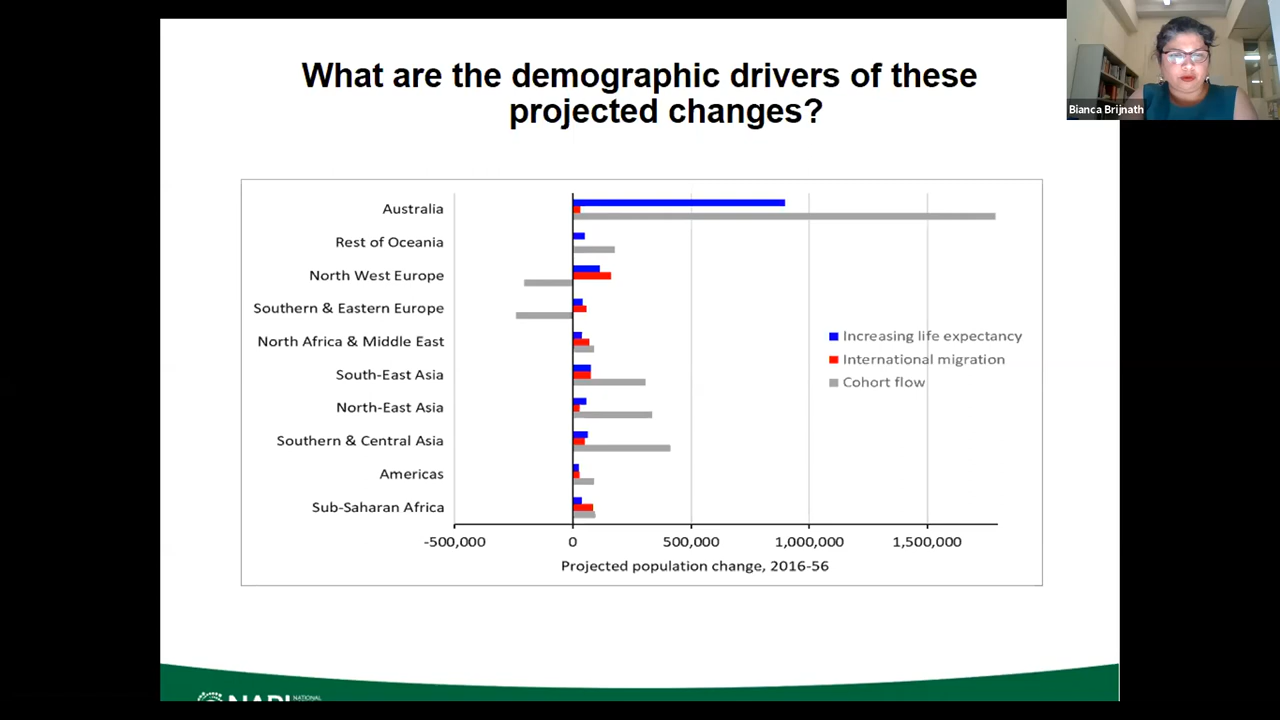 What are the demographic drivers of these
projected changes?
Bianca Brijnath
Australia
Rest of Oceania
North West Europe
Southern & Eastern Europe
North Africa & Middle East
South-East Asia
North-East Asia
Southern & Central Asia
Americas
Sub-Saharan Africa
Increasing life expectancy
International migration
Cohort flow
-500,000 0 500,000 1,000,000 1,500,000
Projected population change, 2016-56
NARI NATIONAL